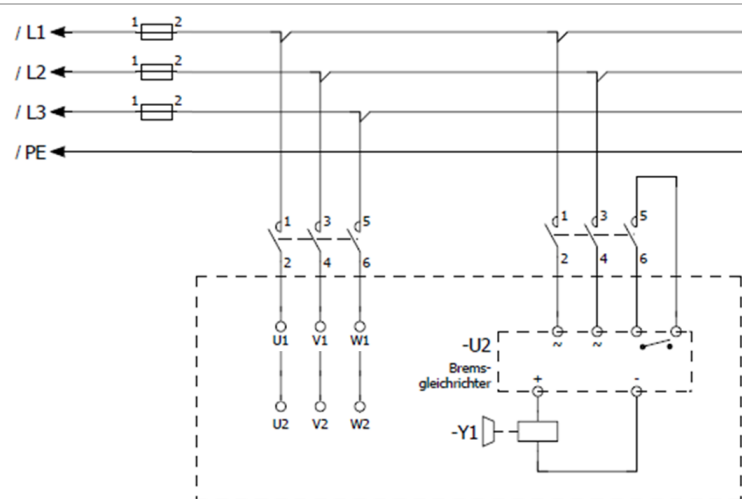 1 2
/ L1
1 2
/ L2
1 2
/ L3
/ PE
1 3 5 1 3 5
2 4 6 2 4 6
U1 V1 W1
-U2 ~ ~
Brems-
gleichrichter
+ -
U2 V2 W2
-Y1